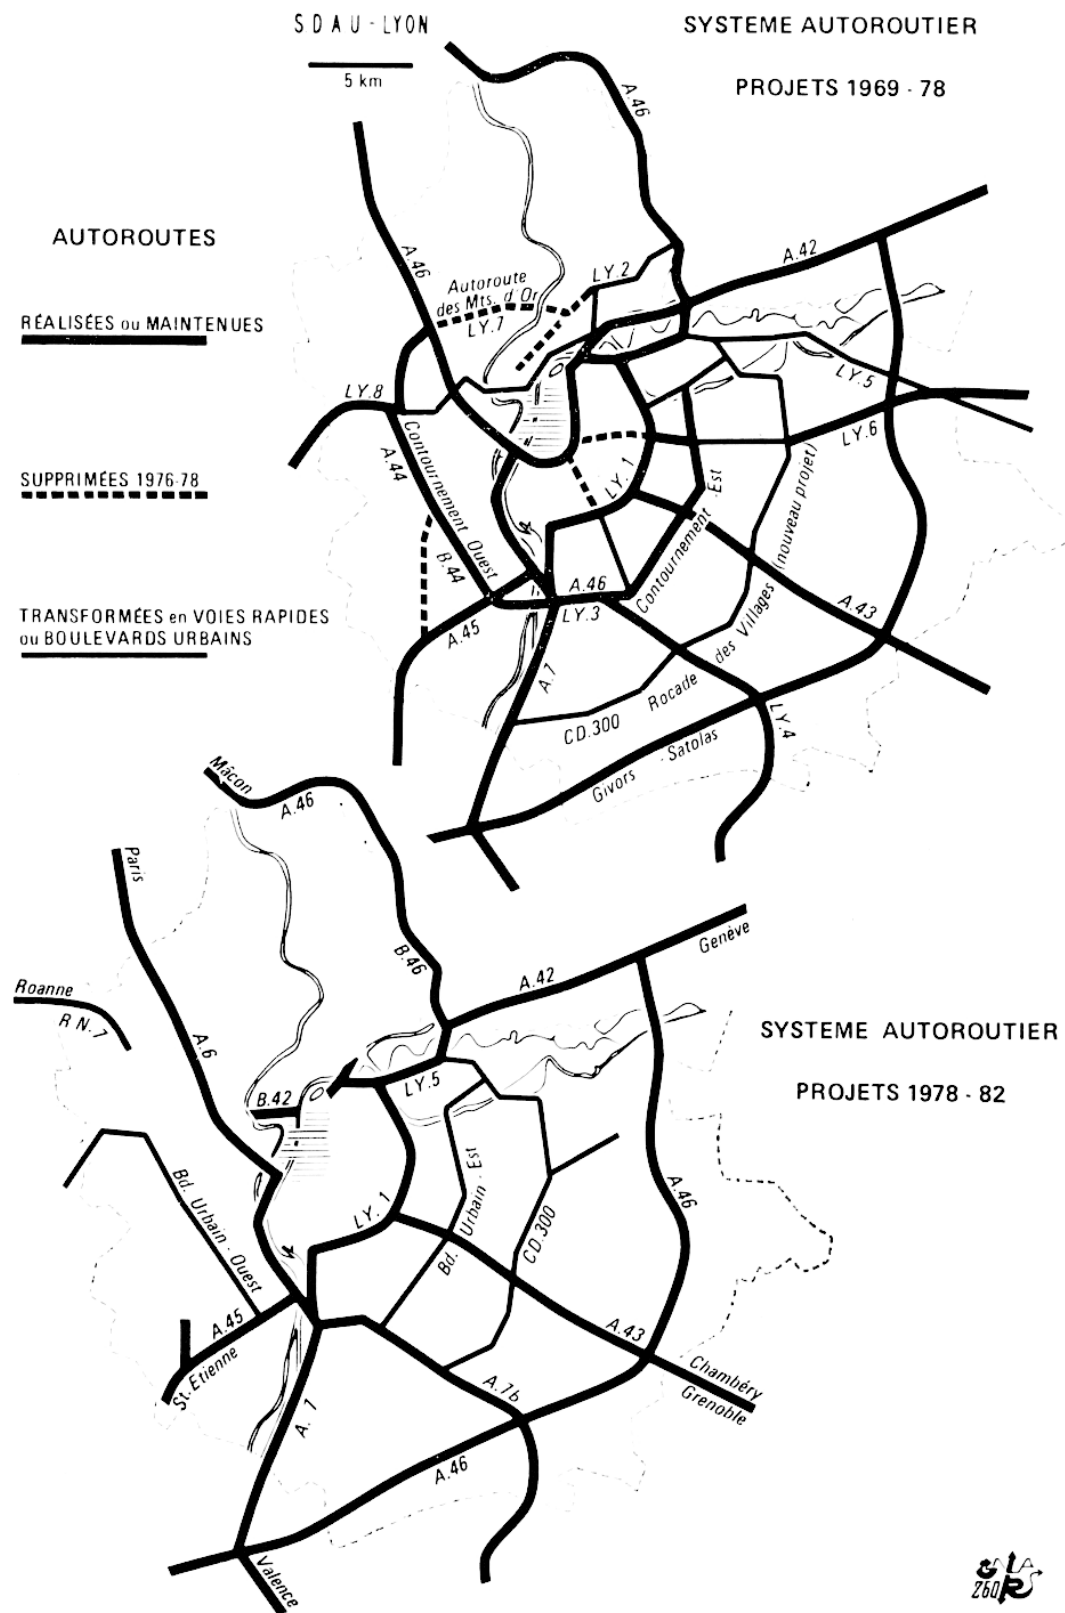 SDAU - LYON
5 km
SYSTEME AUTOROUTIER
PROJETS 1969 - 78
AUTOROUTES
RÉALISÉES ou MAINTENUES
SUPPRIMÉES 1976-78
TRANSFORMÉES en VOIES RAPIDES
ou BOULEVARDS URBAINS
A.46
A.46
A.42
Autoroute
des Mts. d'Or
LY.7
LY.2
LY.8
LY.5
LY.6
Contournement Ouest
A.44
B.44
LY.1
Contournement Est
Rocade des Villages (nouveau projet)
A.46
LY.3
A.45
A.7
A.43
CD.300
LY.4
Givors - Satolas
Mâcon
A.46
Paris
B.46
Genève
A.42
Roanne
RN.7
A.6
SYSTEME AUTOROUTIER
PROJETS 1978 - 82
LY.5
B.42
Bd. Urbain - Ouest
Bd. Urbain - Est
LY.1
CD.300
A.46
A.45
St. Etienne
A.43
Chambéry
Grenoble
A.7b
A.7
A.46
Valence
260